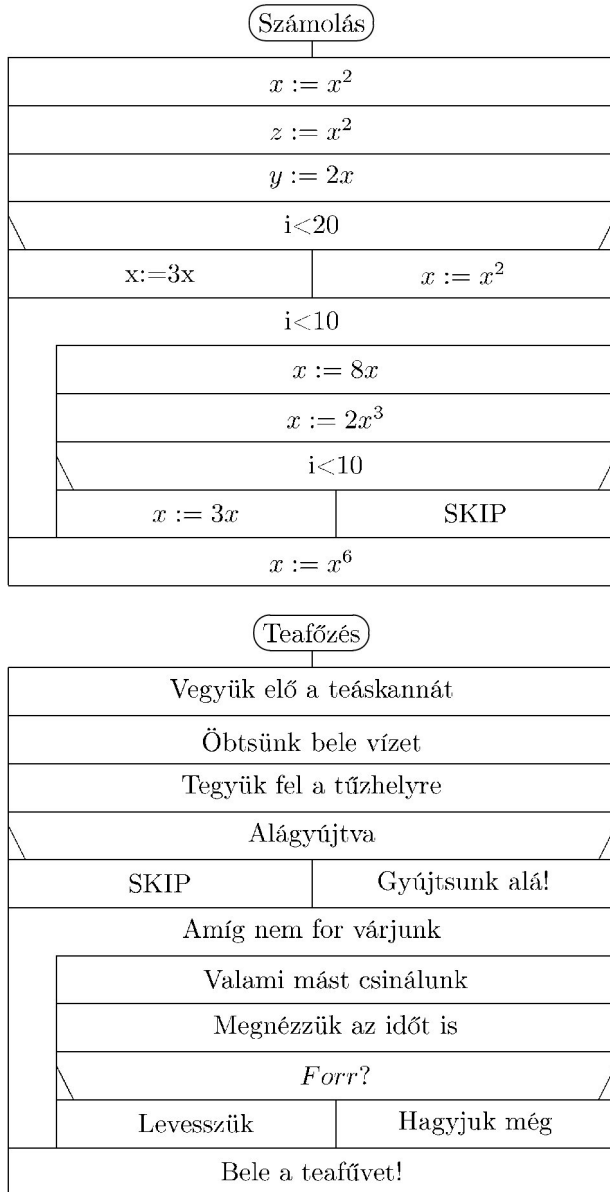 Számolás
x := x²
z := x²
y := 2x
i<20
x:=3x x := x²
i<10
x := 8x
x := 2x³
i<10
x := 3x SKIP
x := x⁶
Teafőzés
Vegyük elő a teáskannát
Öbtsünk bele vízet
Tegyük fel a tűzhelyre
Alágyújtva
SKIP Gyújtsunk alá!
Amíg nem for várjunk
Valami mást csinálunk
Megnézzük az időt is
Forr?
Levesszük Hagyjuk még
Bele a teafűvet!